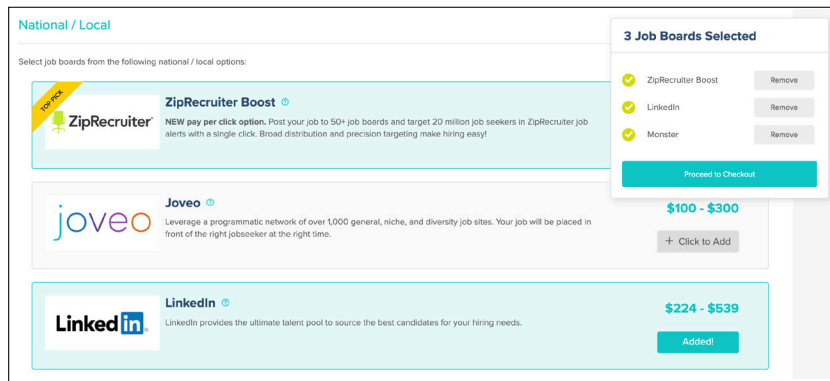 National / Local
Select job boards from the following national / local options:
3 Job Boards Selected
ZipRecruiter Boost
Remove
LinkedIn
Remove
Monster
Remove
Proceed to Checkout
TOP PICK
ZipRecruiter
ZipRecruiter Boost ?
NEW pay per click option. Post your job to 50+ job boards and target 20 million job seekers in ZipRecruiter job
alerts with a single click. Broad distribution and precision targeting make hiring easy!
joveo
Joveo ?
Leverage a programmatic network of over 1,000 general, niche, and diversity job sites. Your job will be placed in
front of the right jobseeker at the right time.
$100 - $300
+ Click to Add
Linked in
LinkedIn ?
LinkedIn provides the ultimate talent pool to source the best candidates for your hiring needs.
$224 - $539
Added!